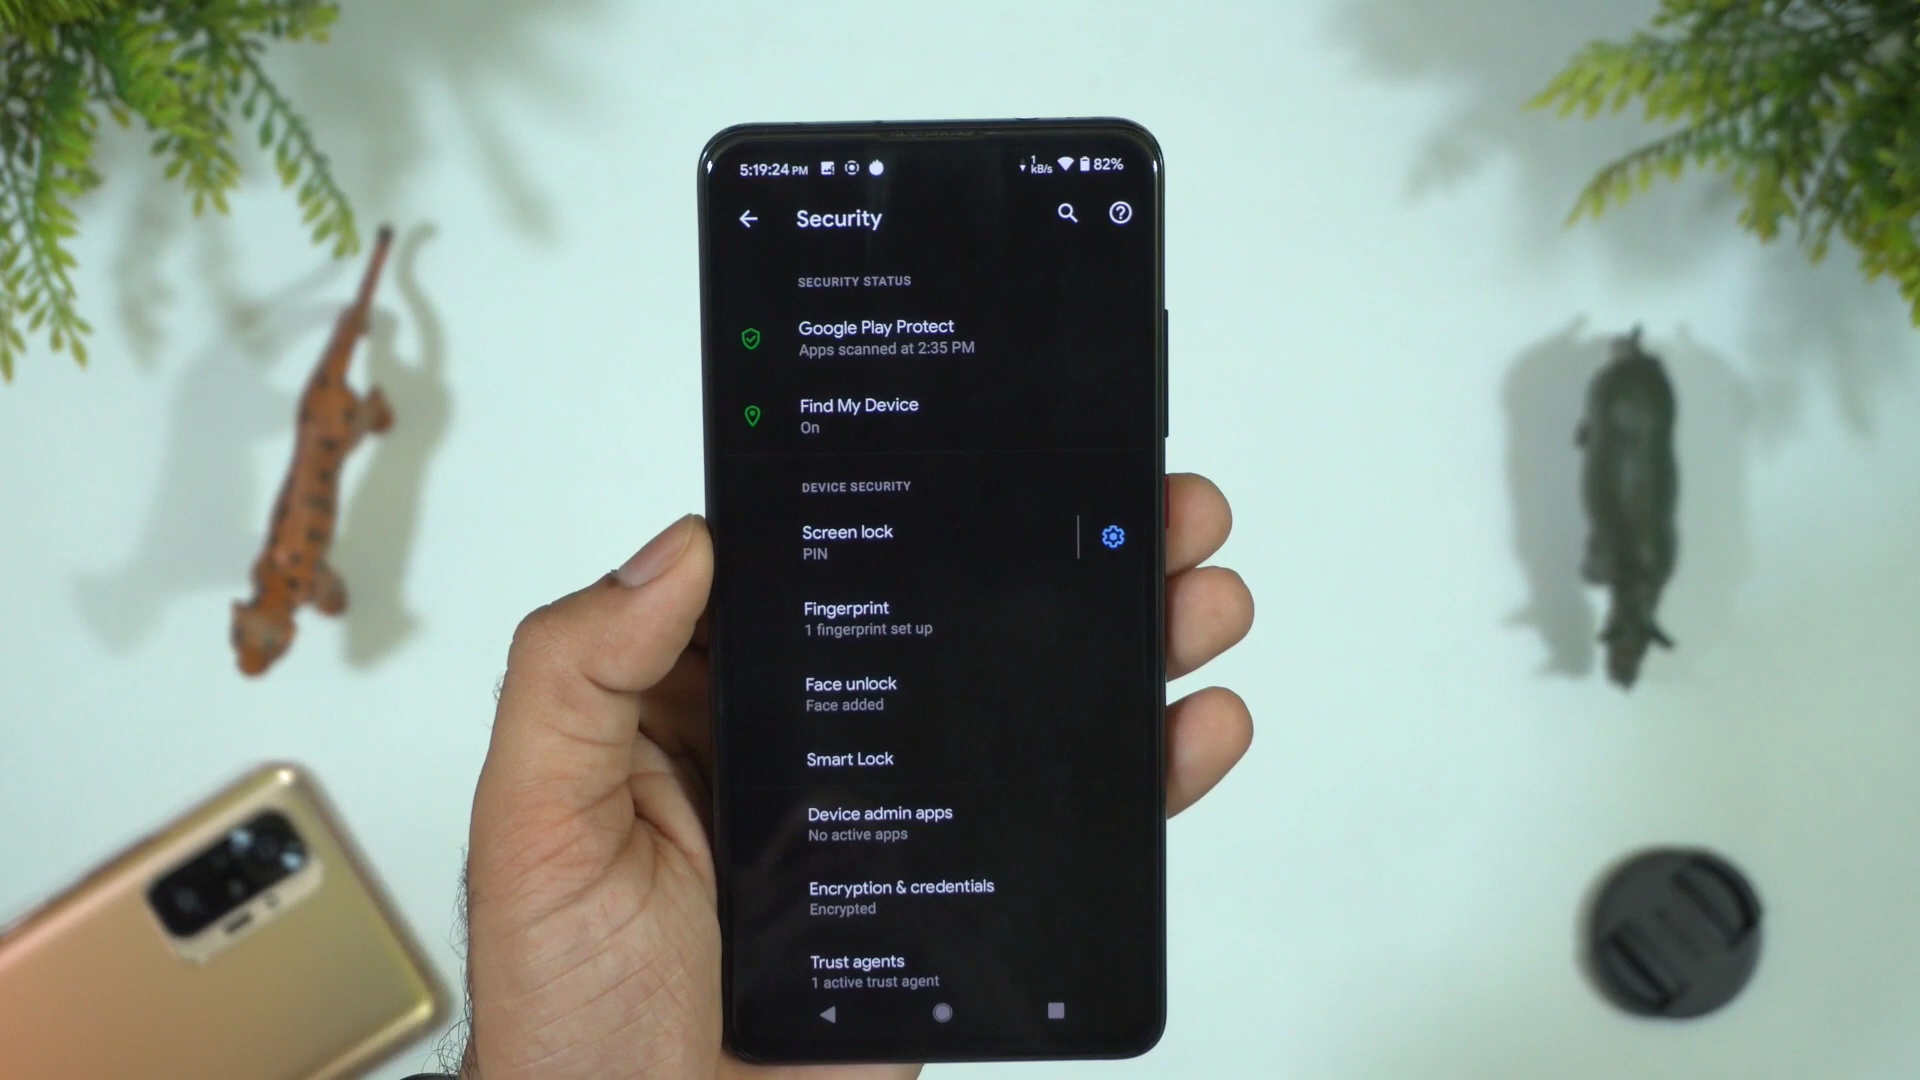 5:19:24 PM
1
kB/s
82%
Security
SECURITY STATUS
Google Play Protect
Apps scanned at 2:35 PM
Find My Device
On
DEVICE SECURITY
Screen lock
PIN
Fingerprint
1 fingerprint set up
Face unlock
Face added
Smart Lock
Device admin apps
No active apps
Encryption & credentials
Encrypted
Trust agents
1 active trust agent